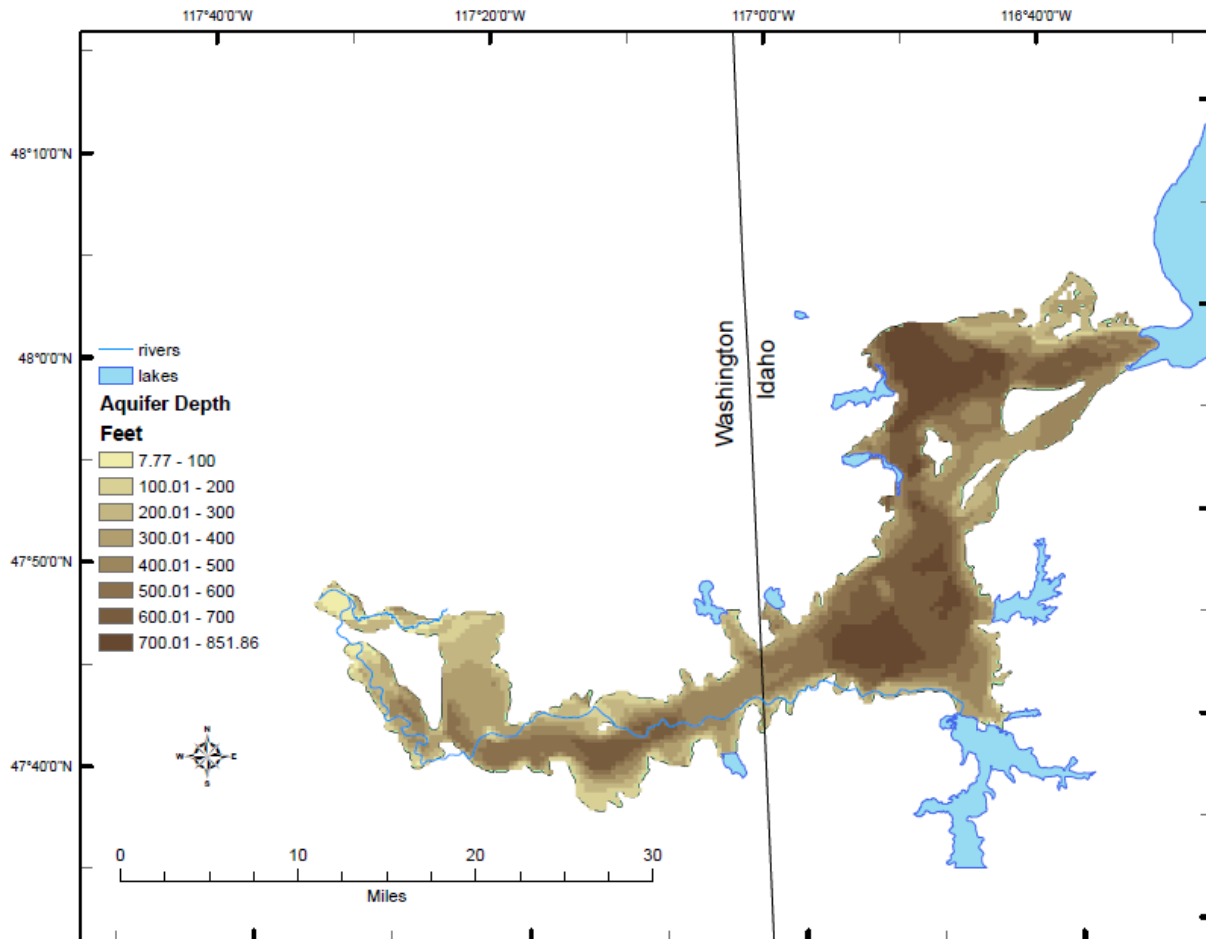 117°40'0"W 117°20'0"W 117°0'0"W 116°40'0"W
48°10'0"N
48°0'0"N
47°50'0"N
47°40'0"N
Washington
Idaho
rivers
lakes
Aquifer Depth
Feet
7.77 - 100
100.01 - 200
200.01 - 300
300.01 - 400
400.01 - 500
500.01 - 600
600.01 - 700
700.01 - 851.86
N
W E
S
0 10 20 30
Miles